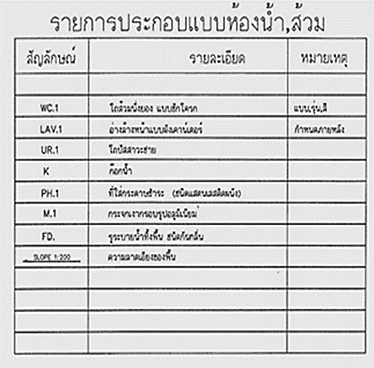 รายการประกอบแบบห้องน้ำ,ส้วม
สัญลักษณ์ รายละเอียด หมายเหตุ
WC.1 โถส้วมนั่งยอง แบบชักโครก แบบ,รุ่น,สี
LAV.1 อ่างล้างหน้าแบบฝังเคาน์เตอร์ กำหนดภายหลัง
UR.1 โถปัสสาวะชาย
K ก๊อกน้ำ
PH.1 ที่ใส่กระดาษชำระ (ชนิดแสตนเลสติดผนัง)
M.1 กระจกเงากรอบรูปอลูมิเนียม
FD. รูระบายน้ำทิ้งพื้น ชนิดกันกลิ่น
SLOPE 1:200 ความลาดเอียงของพื้น